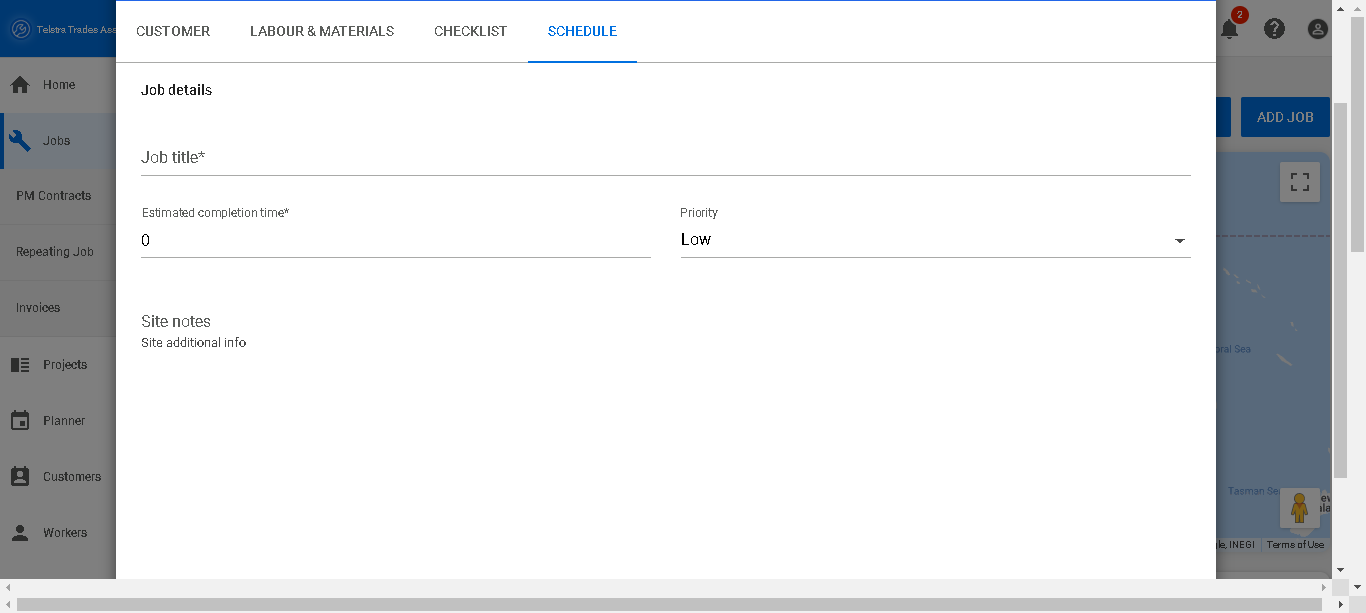 Telstra Trades Ass
CUSTOMER
LABOUR & MATERIALS
CHECKLIST
SCHEDULE
2
Home
Job details
Jobs
ADD JOB
Job title*
PM Contracts
Estimated completion time*
Priority
0
Low
Repeating Job
Invoices
Site notes
Site additional info
oral Sea
Projects
Planner
Customers
Tasman Se
Workers
gle, INEGI
Terms of Use